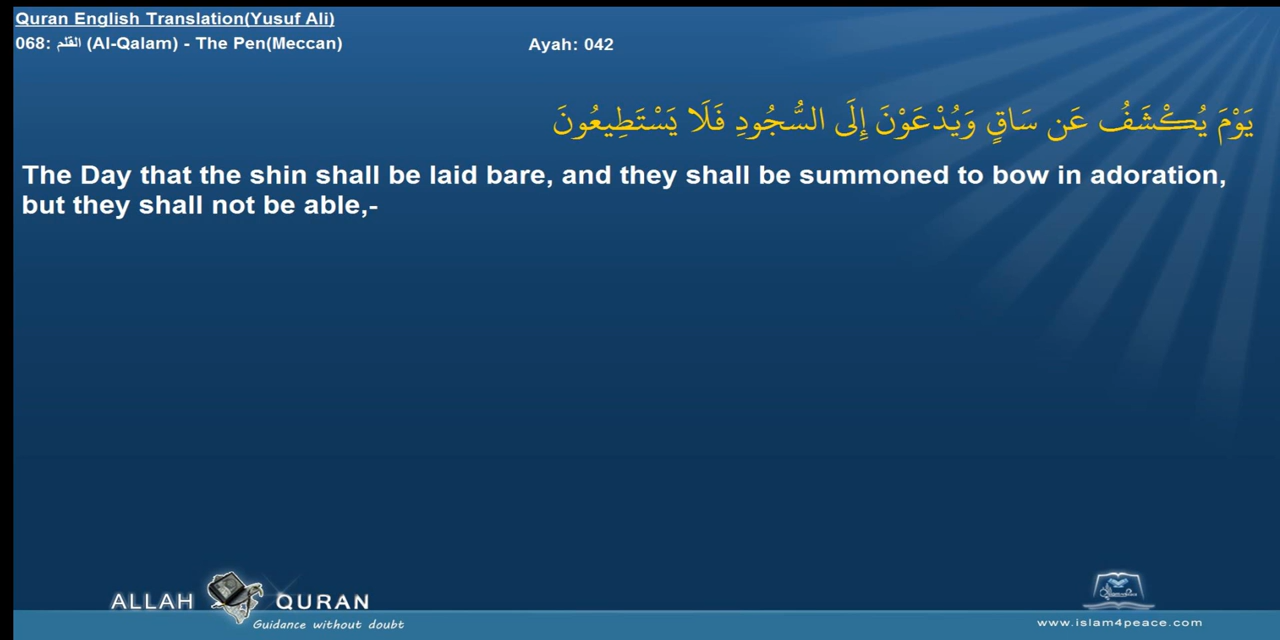 Quran English Translation(Yusuf Ali)
068: القلم (Al-Qalam) - The Pen(Meccan)
Ayah: 042
يَوْمَ يُكْشَفُ عَن سَاقٍ وَيُدْعَوْنَ إِلَى السُّجُودِ فَلَا يَسْتَطِيعُونَ
The Day that the shin shall be laid bare, and they shall be summoned to bow in adoration,
but they shall not be able,-
ALLAH QURAN
Guidance without doubt
www.islam4peace.com